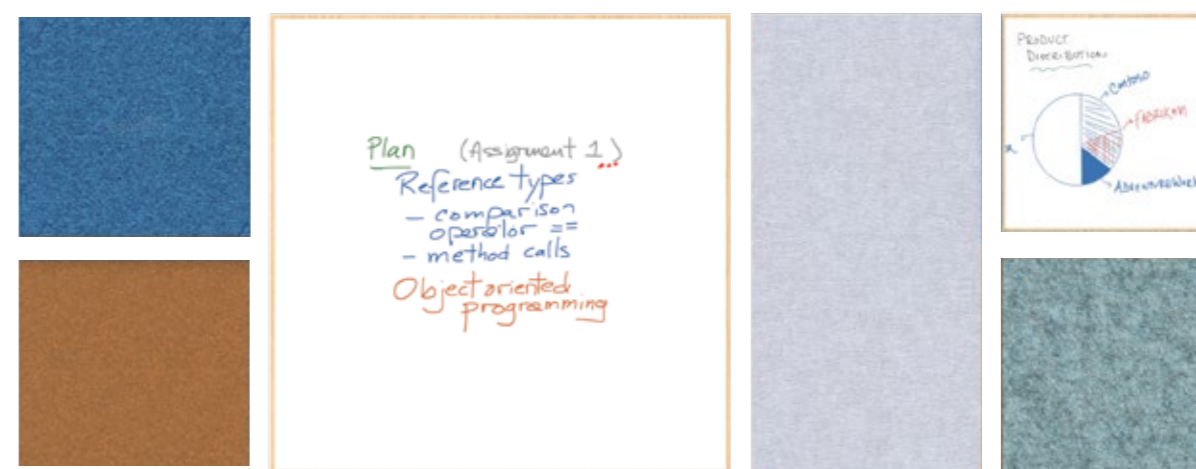 Plan (Assignment 1)
Reference types
- comparison
operator ==
- method calls
Object oriented
programming
PRODUCT
DISTRIBUTION
Contoso
FABRIKAM